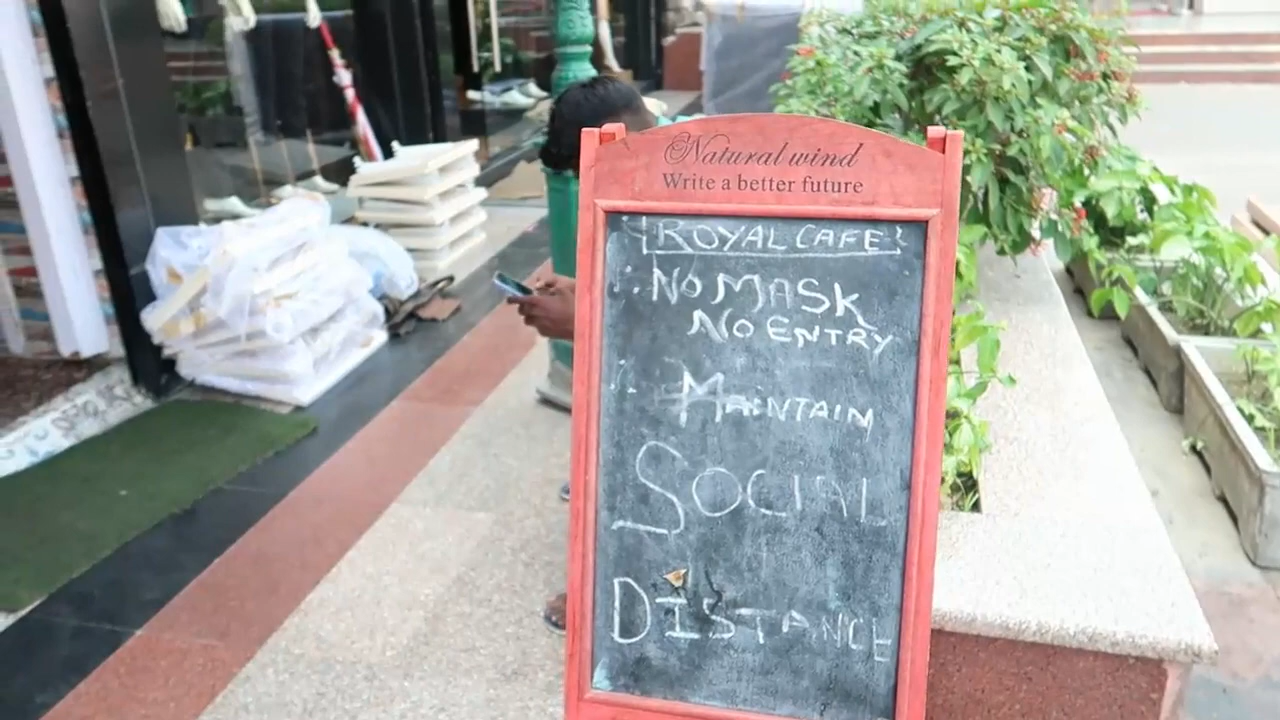 Natural wind
Write a better future
ROYAL CAFE
NO MASK
NO ENTRY
MAINTAIN
SOCIAL
DISTANCE